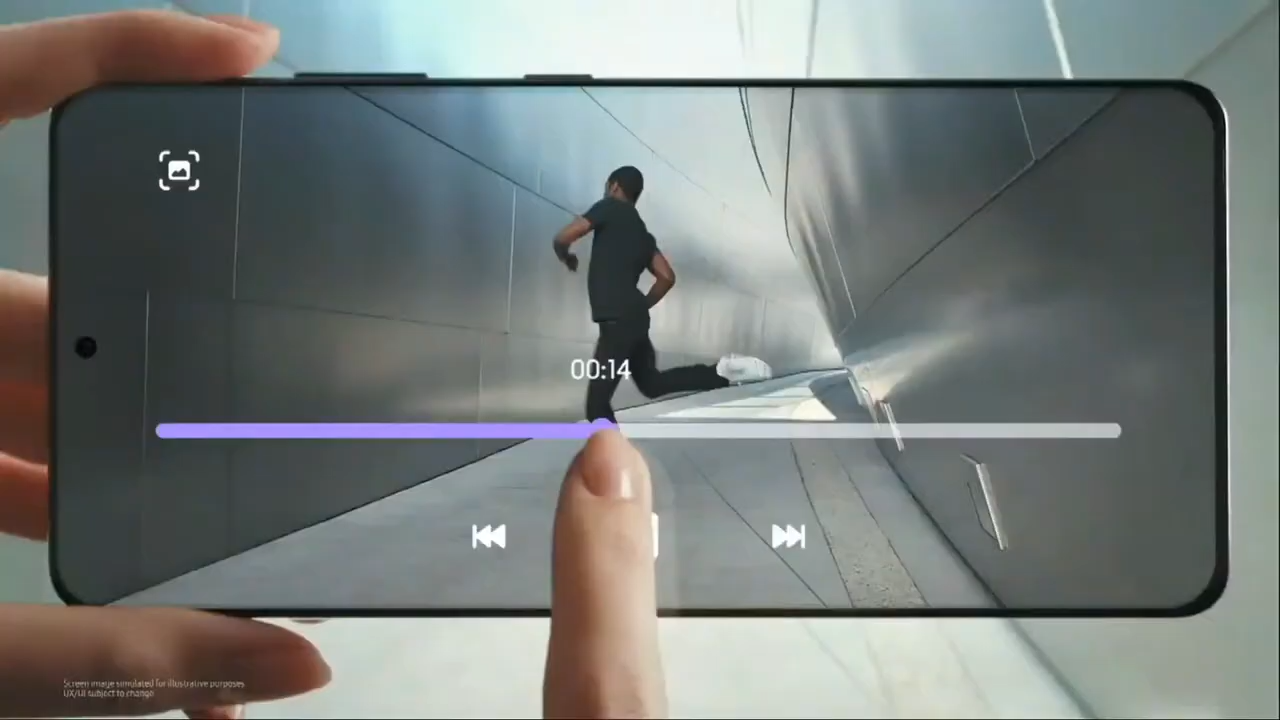 00:14
Screen image simulated for illustrative purposes
UX/UI subject to change